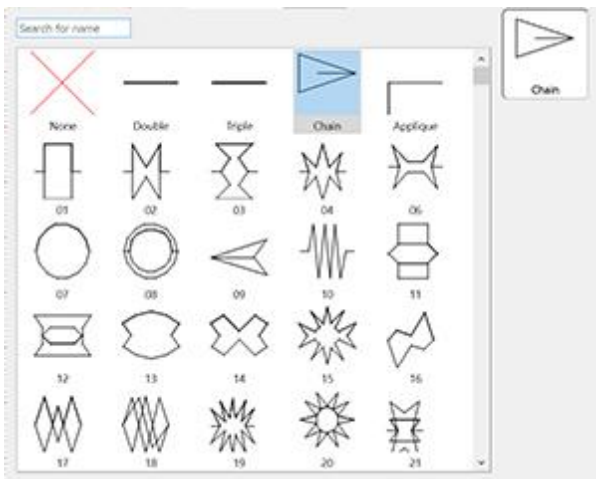 Search for name
None Double Triple Chain Applique
01 02 03 04 06
07 08 09 10 11
12 13 14 15 16
17 18 19 20 21
Chain